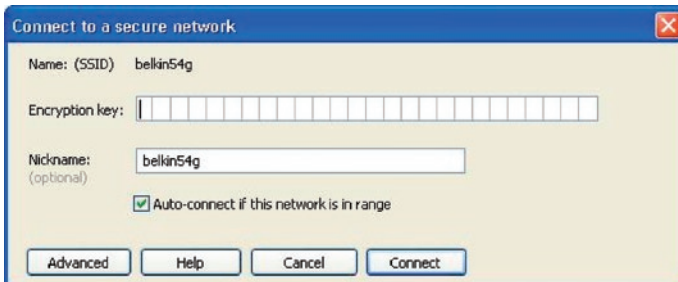 Connect to a secure network
Name: (SSID) belkin54g
Encryption key:
Nickname: belkin54g
(optional)
Auto-connect if this network is in range
Advanced Help Cancel Connect